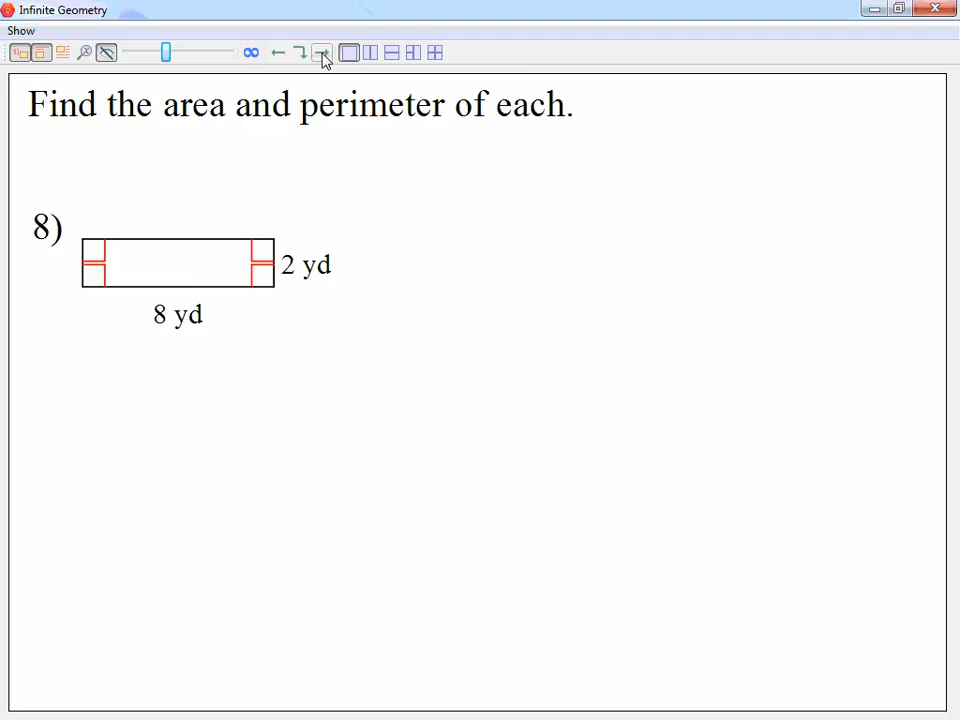 Infinite Geometry
Show
Find the area and perimeter of each.
8)
2 yd
8 yd